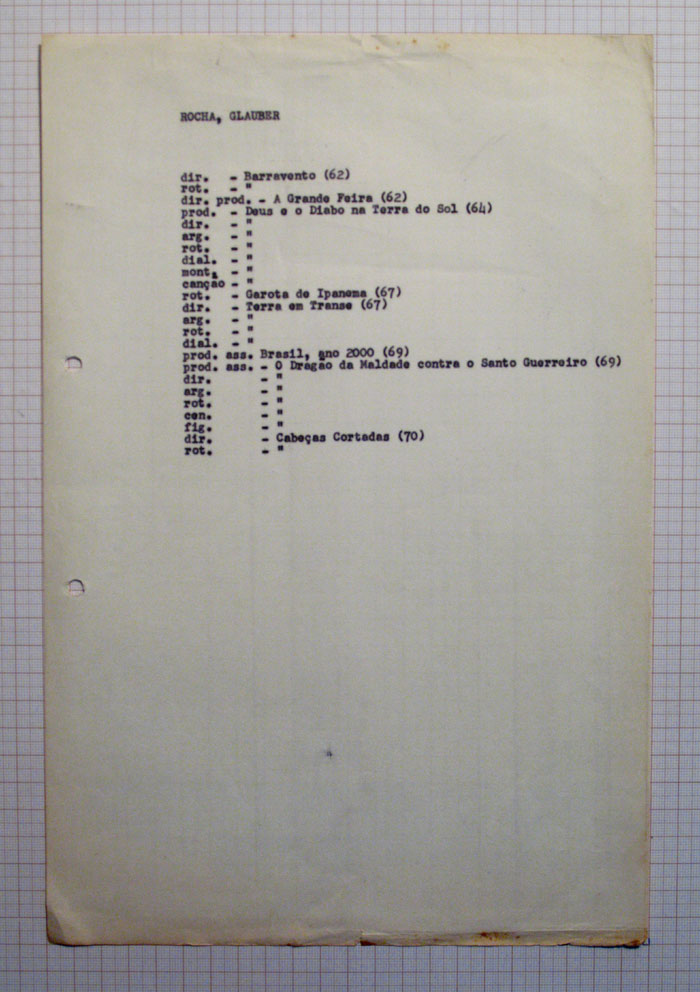 ROCHA, GLAUBER
dir. - Barravento (62)
rot. - "
dir. prod. - A Grande Feira (62)
prod. - Deus e o Diabo na Terra do Sol (64)
dir. - "
arg. - "
rot. - "
dial. - "
mont. - "
canção - "
rot. - Garota de Ipanema (67)
dir. - Terra em Transe (67)
arg. - "
rot. - "
dial. - "
prod. ass. Brasil, ano 2000 (69)
prod. ass. - O Dragão da Maldade contra o Santo Guerreiro (69)
dir. - "
arg. - "
rot. - "
cen. - "
fig. - "
dir. - Cabeças Cortadas (70)
rot. - "